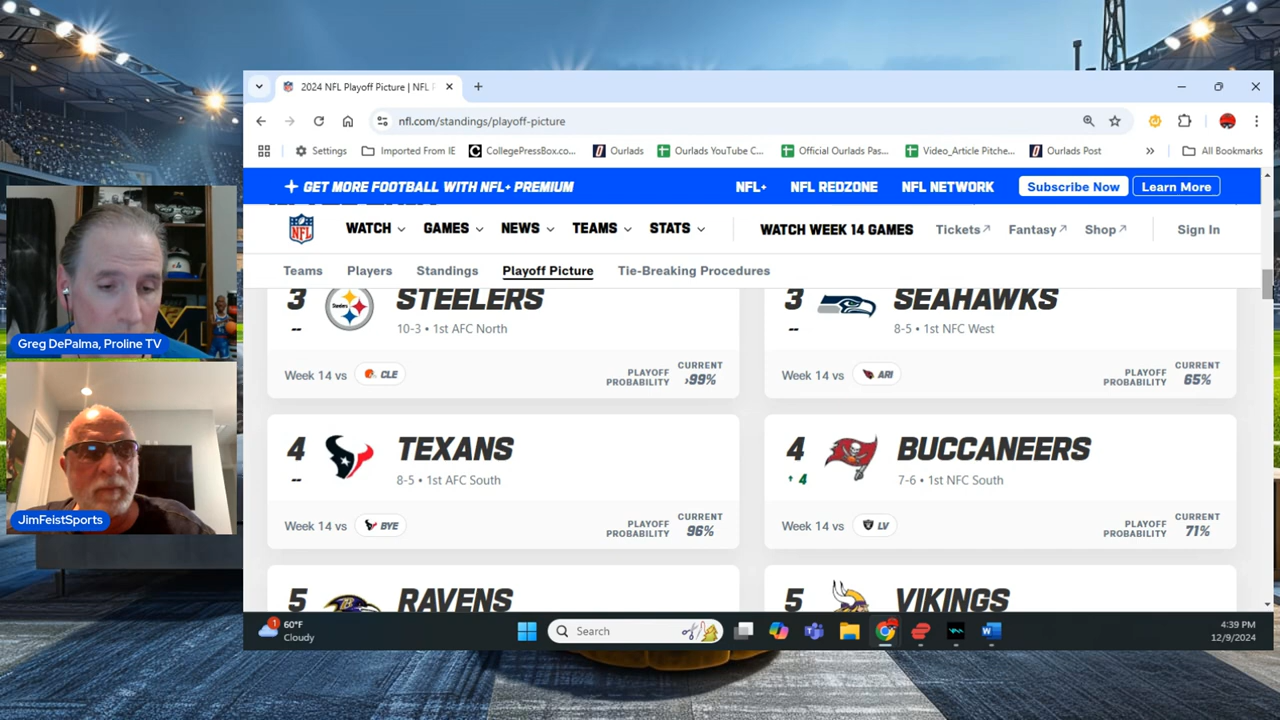 2024 NFL Playoff Picture | NFL
nfl.com/standings/playoff-picture
Settings
Imported From IE
CollegePressBox.co...
Ourlads
Ourlads YouTube C...
Official Ourlads Pas...
Video_Article Pitche...
Ourlads Post
All Bookmarks
GET MORE FOOTBALL WITH NFL+ PREMIUM
NFL+
NFL REDZONE
NFL NETWORK
Subscribe Now
Learn More
NFL
WATCH
GAMES
NEWS
TEAMS
STATS
WATCH WEEK 14 GAMES
Tickets
Fantasy
Shop
Sign In
Teams
Players
Standings
Playoff Picture
Tie-Breaking Procedures
3
--
Steelers
STEELERS
10-3 • 1st AFC North
Week 14 vs
CLE
PLAYOFF
PROBABILITY
CURRENT
>99%
3
--
SEAHAWKS
8-5 • 1st NFC West
Week 14 vs
ARI
PLAYOFF
PROBABILITY
CURRENT
65%
4
--
TEXANS
8-5 • 1st AFC South
Week 14 vs
BYE
PLAYOFF
PROBABILITY
CURRENT
96%
4
↑ 4
BUCCANEERS
7-6 • 1st NFC South
Week 14 vs
LV
PLAYOFF
PROBABILITY
CURRENT
71%
5
RAVENS
5
VIKINGS
Greg DePalma, Proline TV
JimFeistSports
1
60°F
Cloudy
Search
4:39 PM
12/9/2024